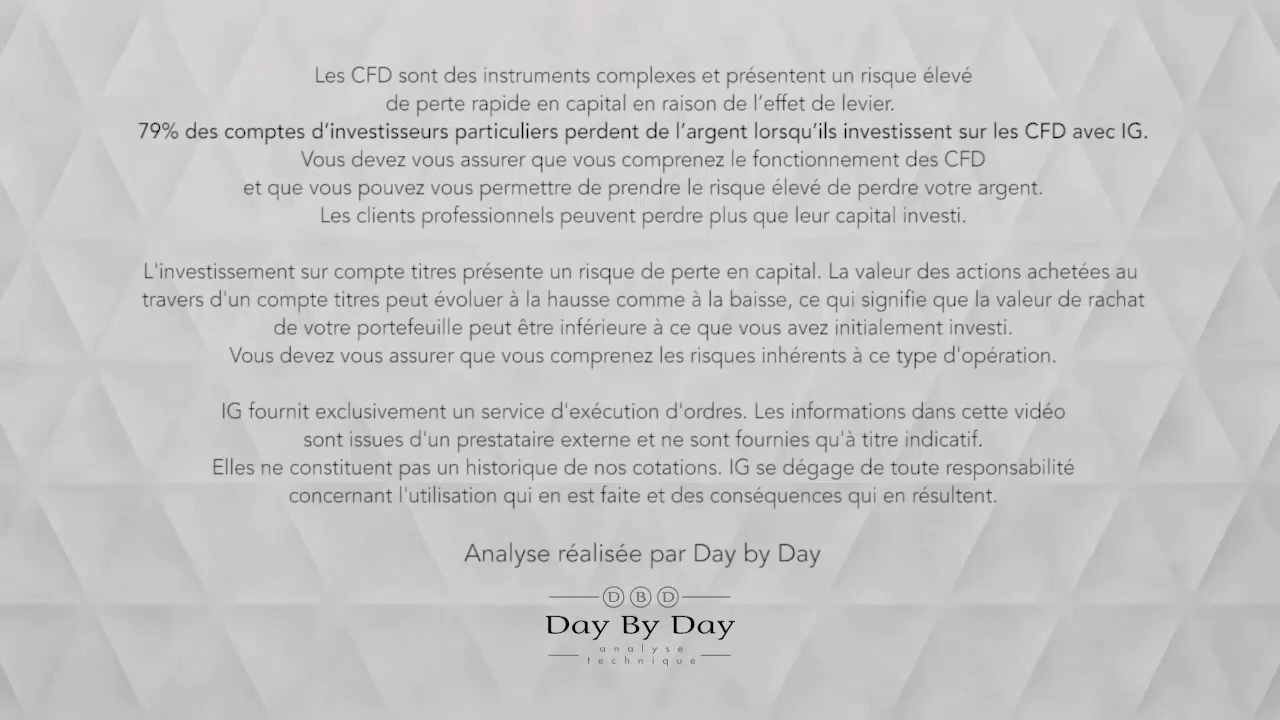 Les CFD sont des instruments complexes et présentent un risque élevé
de perte rapide en capital en raison de l’effet de levier.
79% des comptes d’investisseurs particuliers perdent de l’argent lorsqu’ils investissent sur les CFD avec IG.
Vous devez vous assurer que vous comprenez le fonctionnement des CFD
et que vous pouvez vous permettre de prendre le risque élevé de perdre votre argent.
Les clients professionnels peuvent perdre plus que leur capital investi.
L'investissement sur compte titres présente un risque de perte en capital. La valeur des actions achetées au
travers d'un compte titres peut évoluer à la hausse comme à la baisse, ce qui signifie que la valeur de rachat
de votre portefeuille peut être inférieure à ce que vous avez initialement investi.
Vous devez vous assurer que vous comprenez les risques inhérents à ce type d'opération.
IG fournit exclusivement un service d'exécution d'ordres. Les informations dans cette vidéo
sont issues d'un prestataire externe et ne sont fournies qu'à titre indicatif.
Elles ne constituent pas un historique de nos cotations. IG se dégage de toute responsabilité
concernant l'utilisation qui en est faite et des conséquences qui en résultent.
Analyse réalisée par Day by Day
D B D
Day By Day
analyse
technique